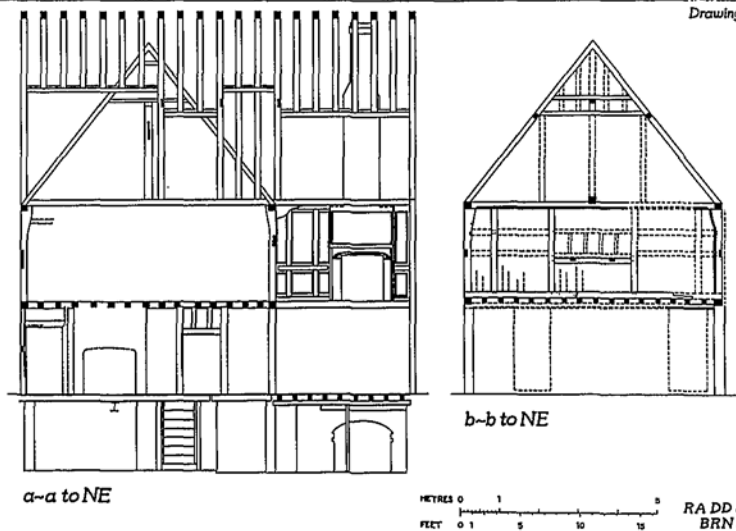 Drawing
b~b to NE
a~a to NE
METRES 0 1 5
FEET 0 1 5 10 15
RA DD
BRN